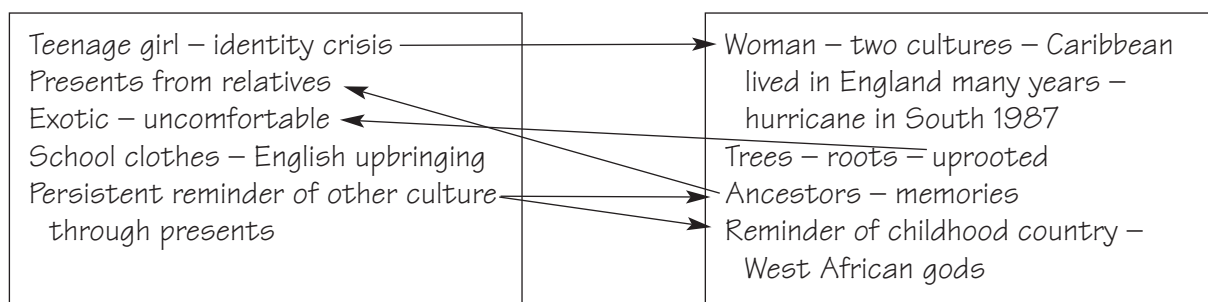 Teenage girl – identity crisis
Presents from relatives
Exotic – uncomfortable
School clothes – English upbringing
Persistent reminder of other culture
through presents
Woman – two cultures – Caribbean
lived in England many years –
hurricane in South 1987
Trees – roots – uprooted
Ancestors – memories
Reminder of childhood country –
West African gods